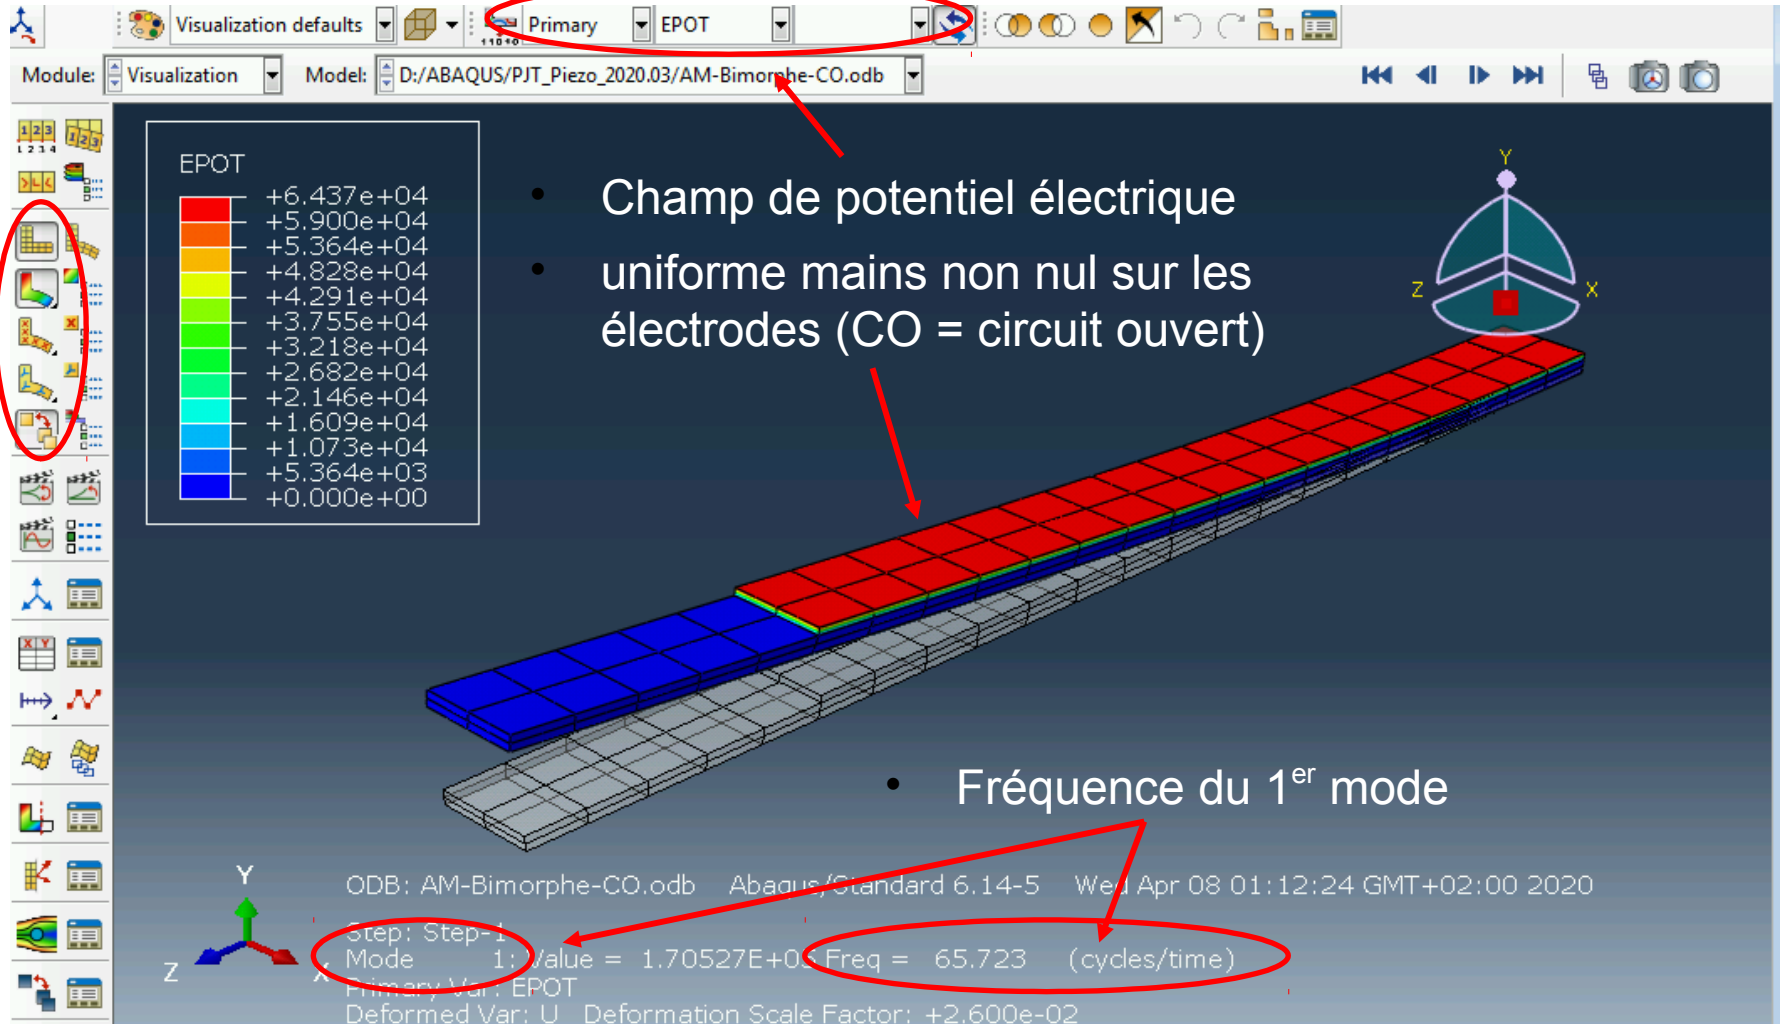 Visualization defaults Primary EPOT
Module: Visualization Model: D:/ABAQUS/PJT_Piezo_2020.03/AM-Bimorphe-CO.odb
EPOT
+6.437e+04
+5.900e+04
+5.364e+04
+4.828e+04
+4.291e+04
+3.755e+04
+3.218e+04
+2.682e+04
+2.146e+04
+1.609e+04
+1.073e+04
+5.364e+03
+0.000e+00
• Champ de potentiel électrique
• uniforme mains non nul sur les
électrodes (CO = circuit ouvert)
Y
Z X
• Fréquence du 1er mode
Y
Z X
ODB: AM-Bimorphe-CO.odb Abaqus/Standard 6.14-5 Wed Apr 08 01:12:24 GMT+02:00 2020
Step: Step-1
Mode 1: Value = 1.70527E+05 Freq = 65.723 (cycles/time)
Primary Var: EPOT
Deformed Var: U Deformation Scale Factor: +2.600e-02